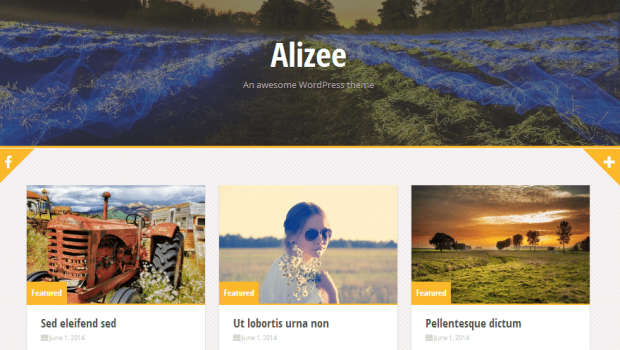 Alizee
An awesome WordPress theme
Featured
Featured
Featured
Sed eleifend sed
Ut lobortis urna non
Pellentesque dictum
June 1, 2014
June 1, 2014
June 1, 2014